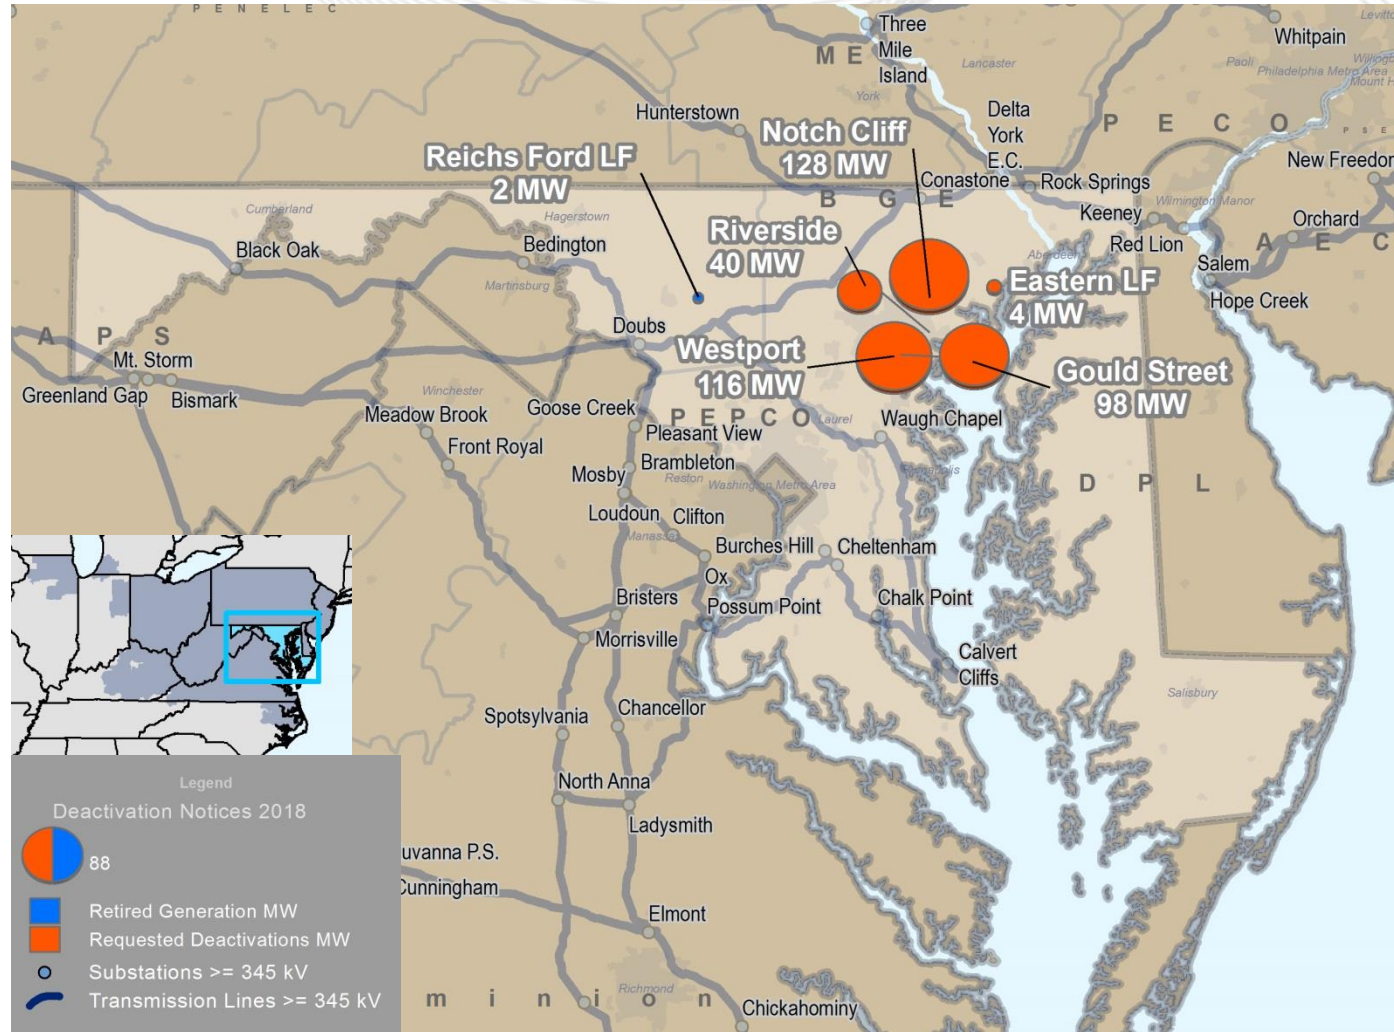 P E N E L E C
Three
Mile
Island
M E
Lancaster
York
Whitpain
Paoli
Philadelphia Metro Area
Hunterstown
Notch Cliff
128 MW
Delta
York
E.C.
P E C O
New Freedom
Reichs Ford LF
2 MW
Conastone
Rock Springs
B G E
Wilmington Manor
Keeney
Orchard
Cumberland
Hagerstown
Riverside
40 MW
Red Lion
A E C
Black Oak
Bedington
Aberdeen
Salem
Martinsburg
Eastern LF
4 MW
Hope Creek
A P S
Doubs
Westport
116 MW
Mt. Storm
Greenland Gap
Bismark
Winchester
Gould Street
98 MW
Meadow Brook
Goose Creek
P E P C O
Laurel
Waugh Chapel
Front Royal
Pleasant View
Brambleton
Reston
Washington Metro Area
Annapolis
Mosby
D P L
Loudoun
Clifton
Manassas
Burches Hill
Cheltenham
Ox
Bristers
Possum Point
Chalk Point
Morrisville
Calvert
Cliffs
Salisbury
Spotsylvania
Chancellor
North Anna
Ladysmith
uvanna P.S.
Cunningham
Elmont
Richmond
m i n i o n
Chickahominy
Legend
Deactivation Notices 2018
88
Retired Generation MW
Requested Deactivations MW
Substations >= 345 kV
Transmission Lines >= 345 kV